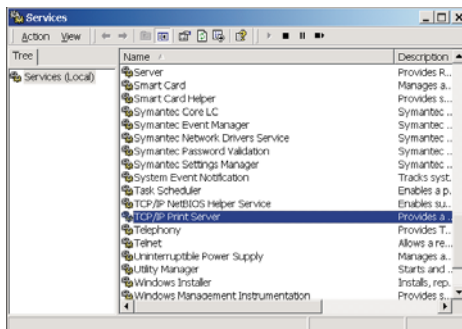 Services
Action View
Tree
Services (Local)
Name Description
Server Provides R...
Smart Card Manages a...
Smart Card Helper Provides s...
Symantec Core LC Symantec ...
Symantec Event Manager Symantec ...
Symantec Network Drivers Service Symantec ...
Symantec Password Validation Symantec ...
Symantec Settings Manager Symantec ...
System Event Notification Tracks syst...
Task Scheduler Enables a p...
TCP/IP NetBIOS Helper Service Enables su...
TCP/IP Print Server Provides a ...
Telephony Provides T...
Telnet Allows a re...
Uninterruptible Power Supply Manages a...
Utility Manager Starts and ...
Windows Installer Installs, rep...
Windows Management Instrumentation Provides s...